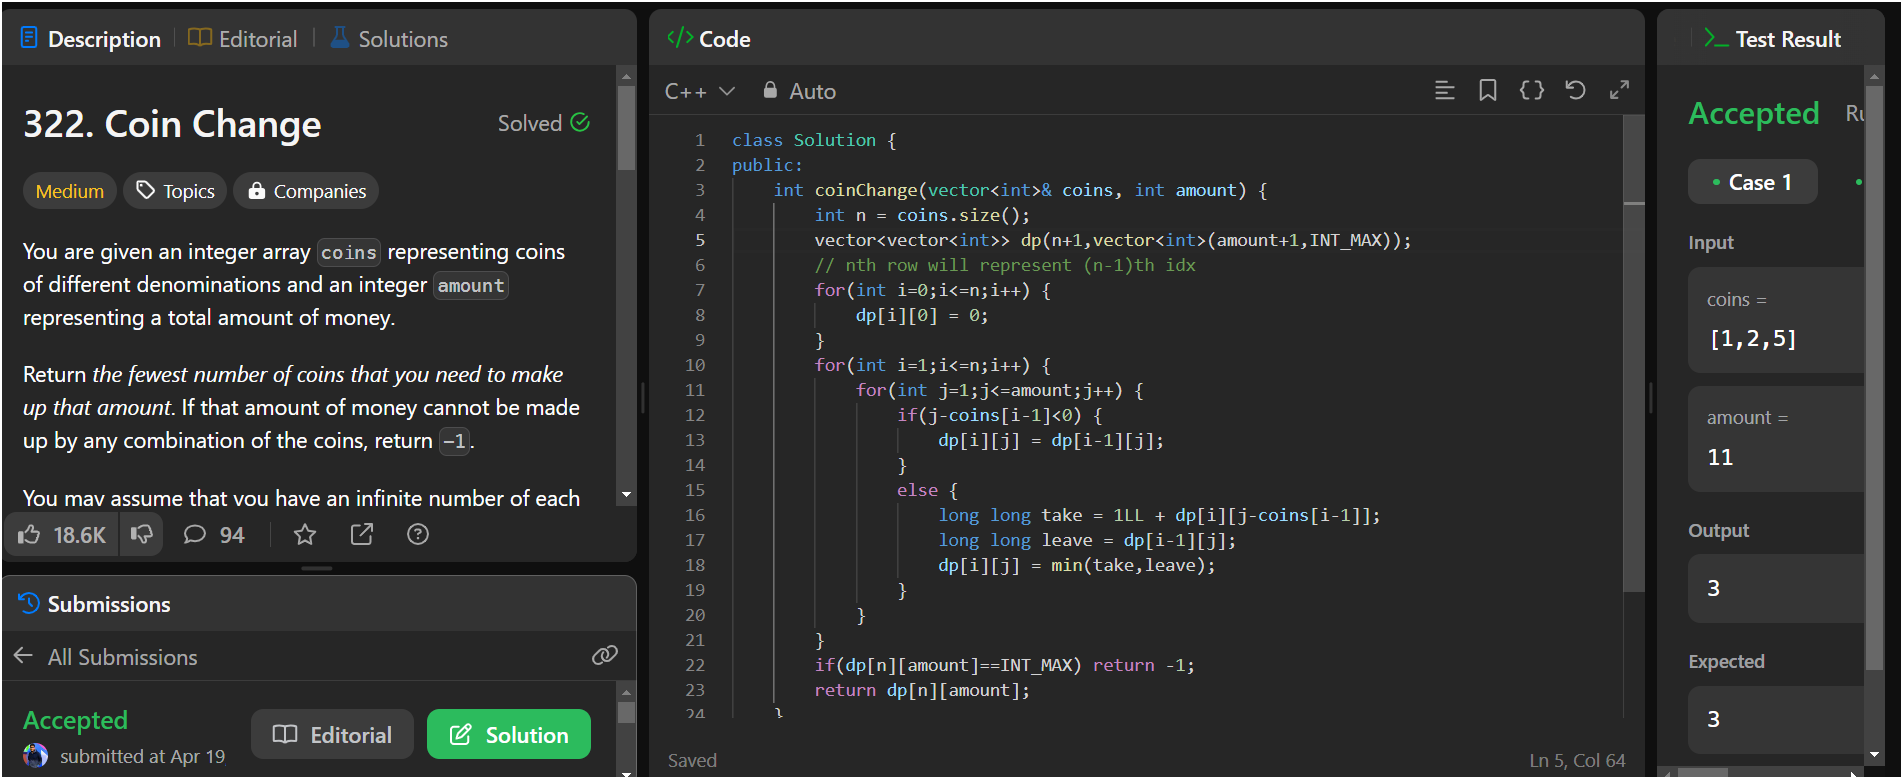 Description
Editorial
Solutions
322. Coin Change
Solved
Medium
Topics
Companies
You are given an integer array coins representing coins
of different denominations and an integer amount
representing a total amount of money.
Return the fewest number of coins that you need to make
up that amount. If that amount of money cannot be made
up by any combination of the coins, return -1.
You may assume that you have an infinite number of each
18.6K
94
Submissions
All Submissions
Accepted
submitted at Apr 19,
Editorial
Solution
</> Code
C++
Auto
1 class Solution {
2 public:
3 int coinChange(vector<int>& coins, int amount) {
4 int n = coins.size();
5 vector<vector<int>> dp(n+1,vector<int>(amount+1,INT_MAX));
6 // nth row will represent (n-1)th idx
7 for(int i=0;i<=n;i++) {
8 dp[i][0] = 0;
9 }
10 for(int i=1;i<=n;i++) {
11 for(int j=1;j<=amount;j++) {
12 if(j-coins[i-1]<0) {
13 dp[i][j] = dp[i-1][j];
14 }
15 else {
16 long long take = 1LL + dp[i][j-coins[i-1]];
17 long long leave = dp[i-1][j];
18 dp[i][j] = min(take,leave);
19 }
20 }
21 }
22 if(dp[n][amount]==INT_MAX) return -1;
23 return dp[n][amount];
24 }
Saved
Ln 5, Col 64
>_ Test Result
Accepted
Case 1
Input
coins =
[1,2,5]
amount =
11
Output
3
Expected
3